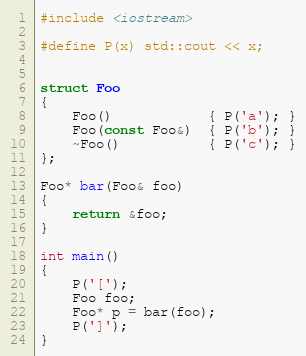 1 #include <iostream>
2
3 #define P(x) std::cout << x;
4
5
6 struct Foo
7 {
8     Foo()             { P('a'); }
9     Foo(const Foo&)  { P('b'); }
10     ~Foo()            { P('c'); }
11 };
12
13 Foo* bar(Foo& foo)
14 {
15     return &foo;
16 }
17
18 int main()
19 {
20     P('[');
21     Foo foo;
22     Foo* p = bar(foo);
23     P(']');
24 }